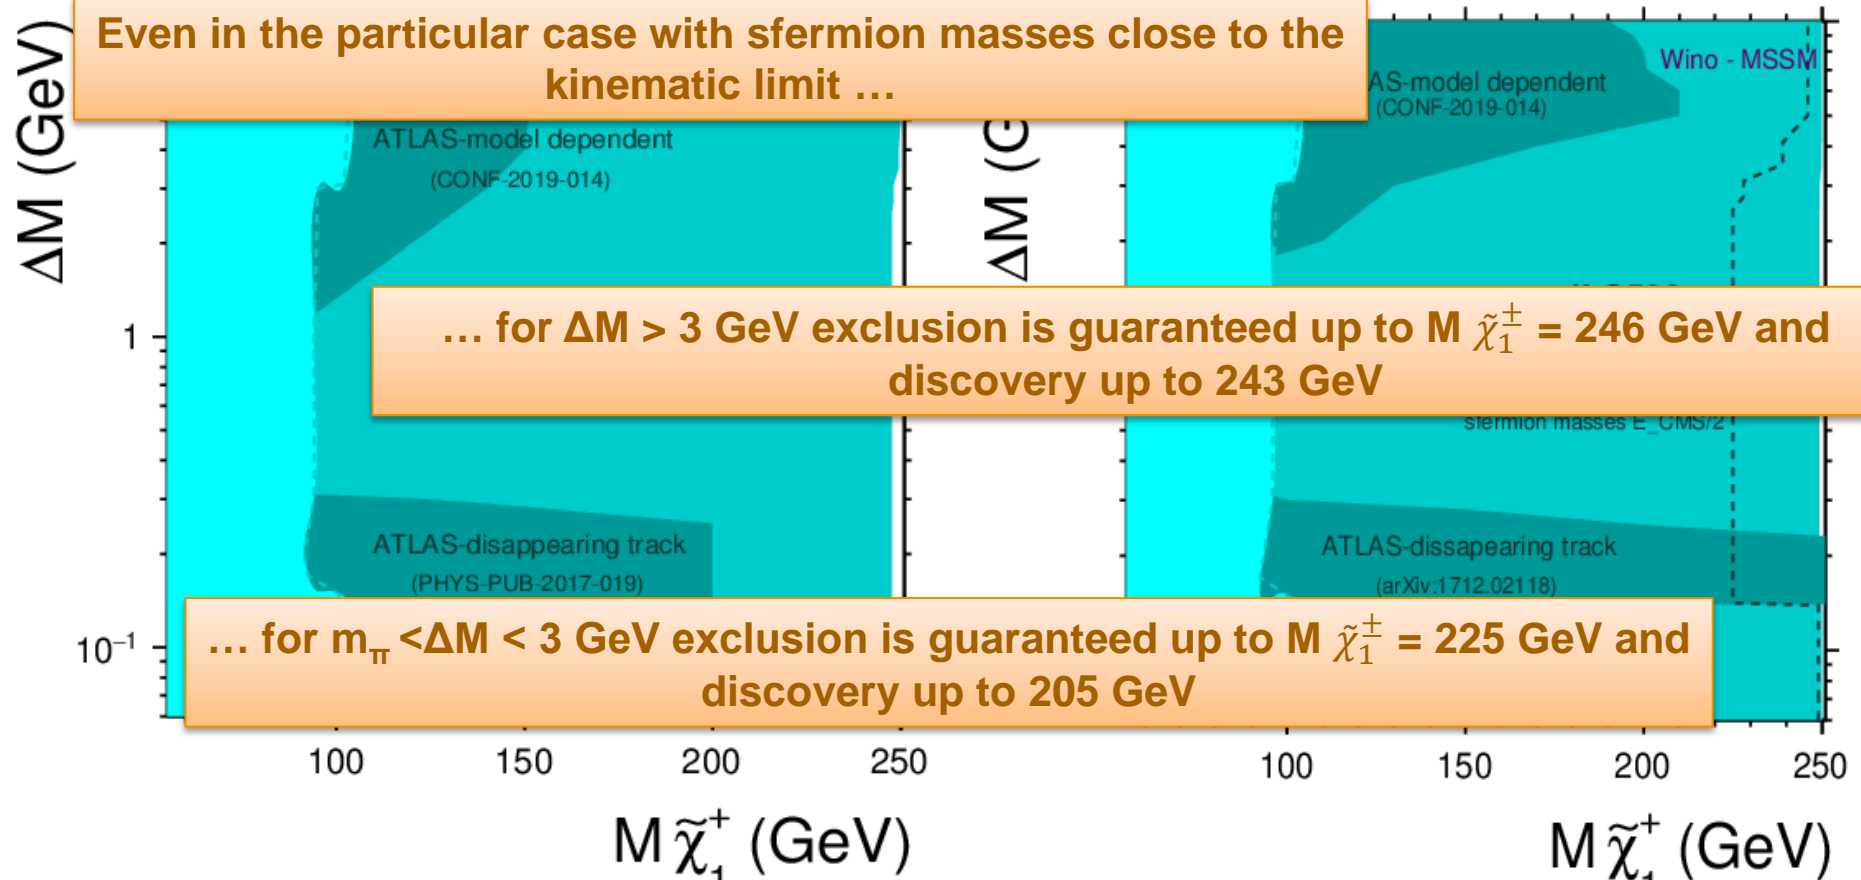 Even in the particular case with sfermion masses close to the
kinematic limit …
ΔM (GeV)
ATLAS-model dependent
(CONF-2019-014)
1
10⁻¹
ATLAS-disappearing track
(PHYS-PUB-2017-019)
100 150 200 250
M χ̃₁⁺ (GeV)
ΔM (G
Wino - MSSM
AS-model dependent
(CONF-2019-014)
… for ΔM > 3 GeV exclusion is guaranteed up to M χ̃₁± = 246 GeV and
discovery up to 243 GeV
sfermion masses E_CMS/2
ATLAS-dissapearing track
(arXiv:1712.02118)
… for mπ <ΔM < 3 GeV exclusion is guaranteed up to M χ̃₁± = 225 GeV and
discovery up to 205 GeV
100 150 200 250
M χ̃₁⁺ (GeV)